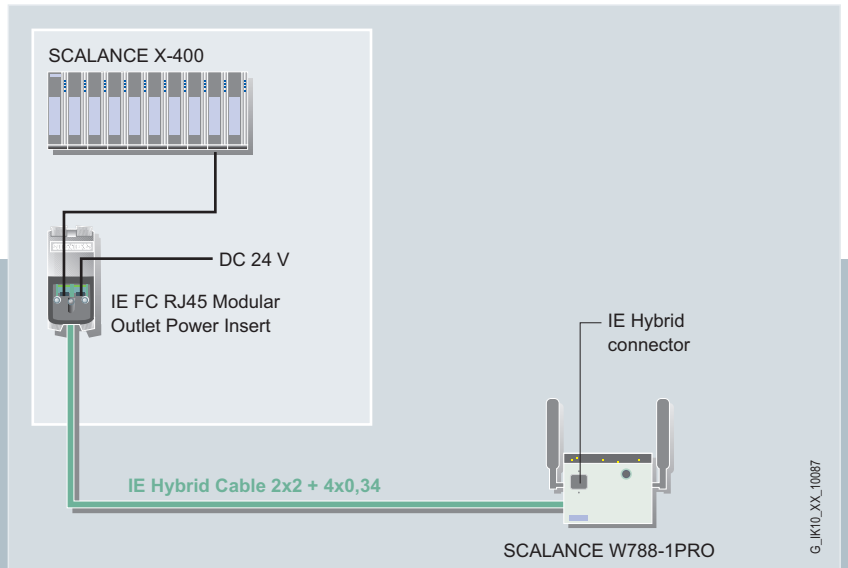 SCALANCE X-400
DC 24 V
IE FC RJ45 Modular
Outlet Power Insert
IE Hybrid
connector
IE Hybrid Cable 2x2 + 4x0,34
SCALANCE W788-1PRO
G_IK10_XX_10087